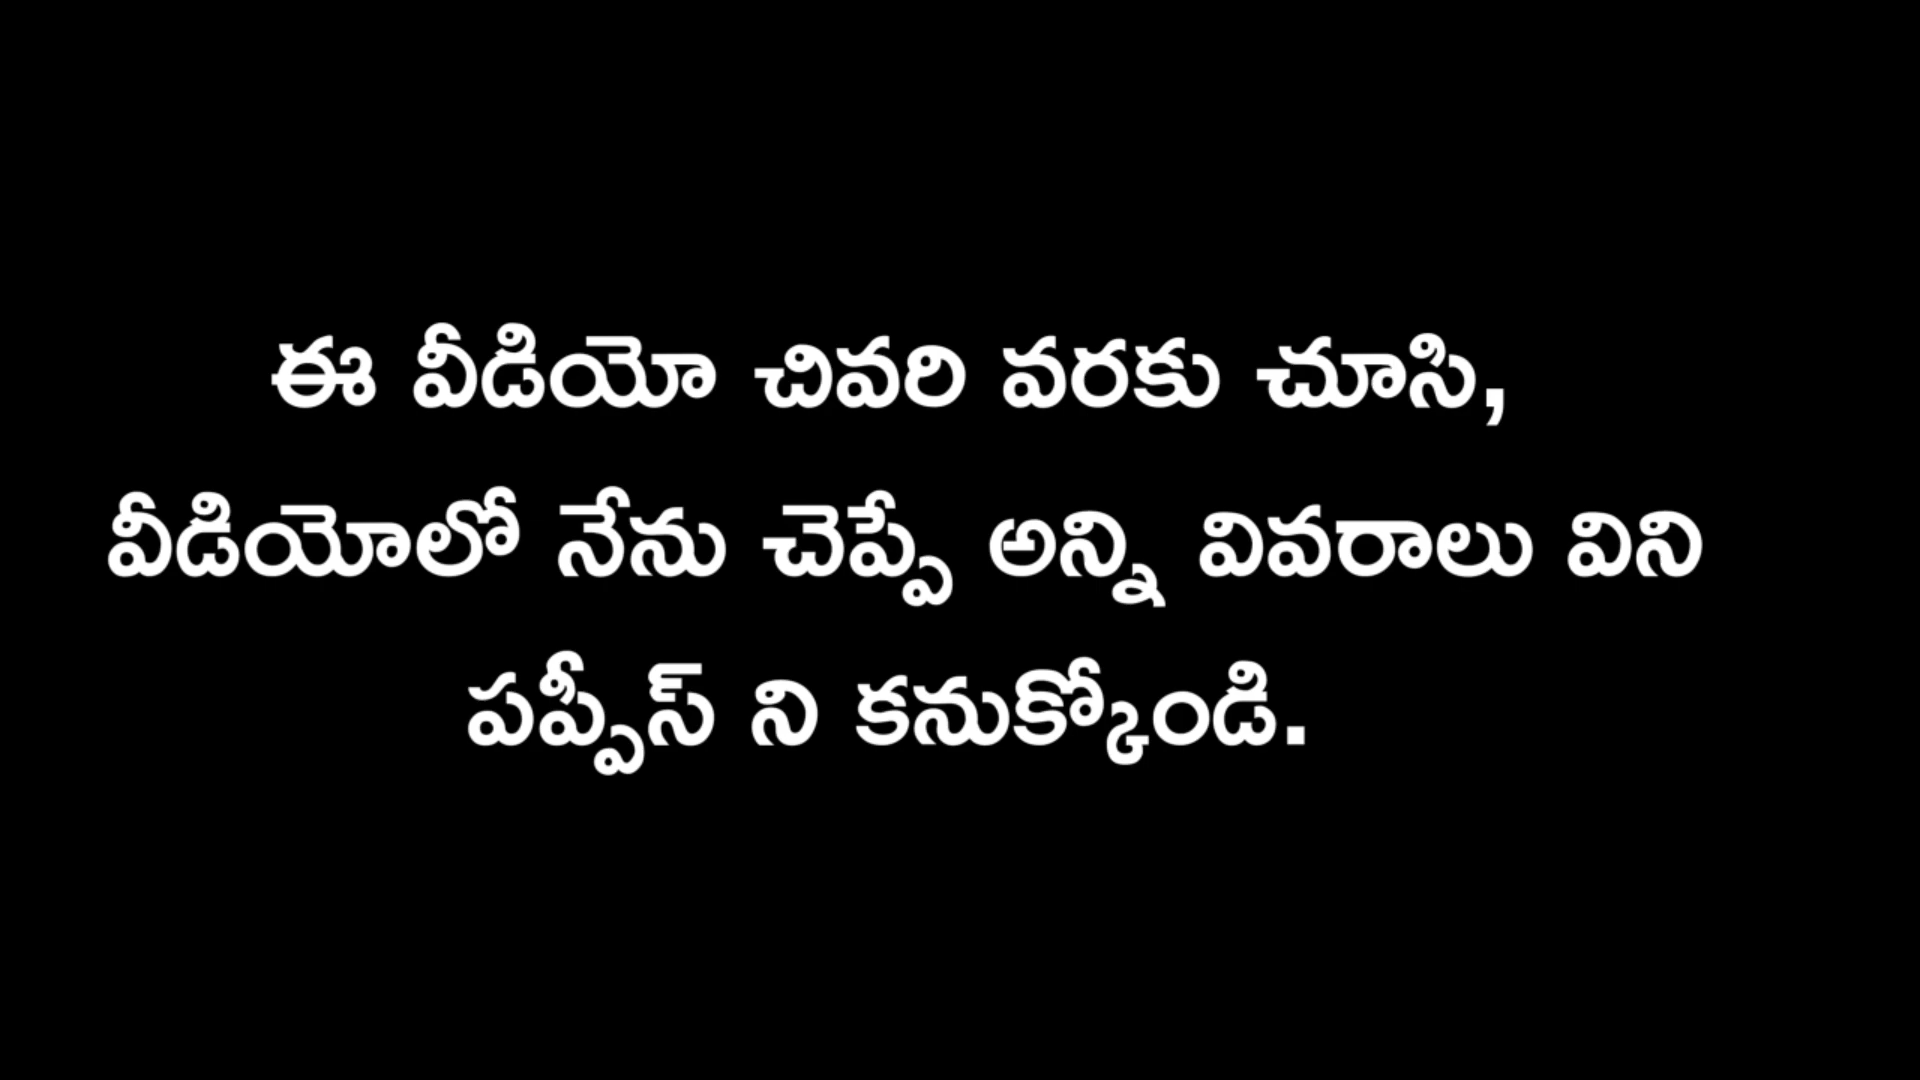 ఈ వీడియో చివరి వరకు చూసి,
వీడియోలో నేను చెప్పే అన్ని వివరాలు విని
పప్పీస్ ని కనుక్కోండి.